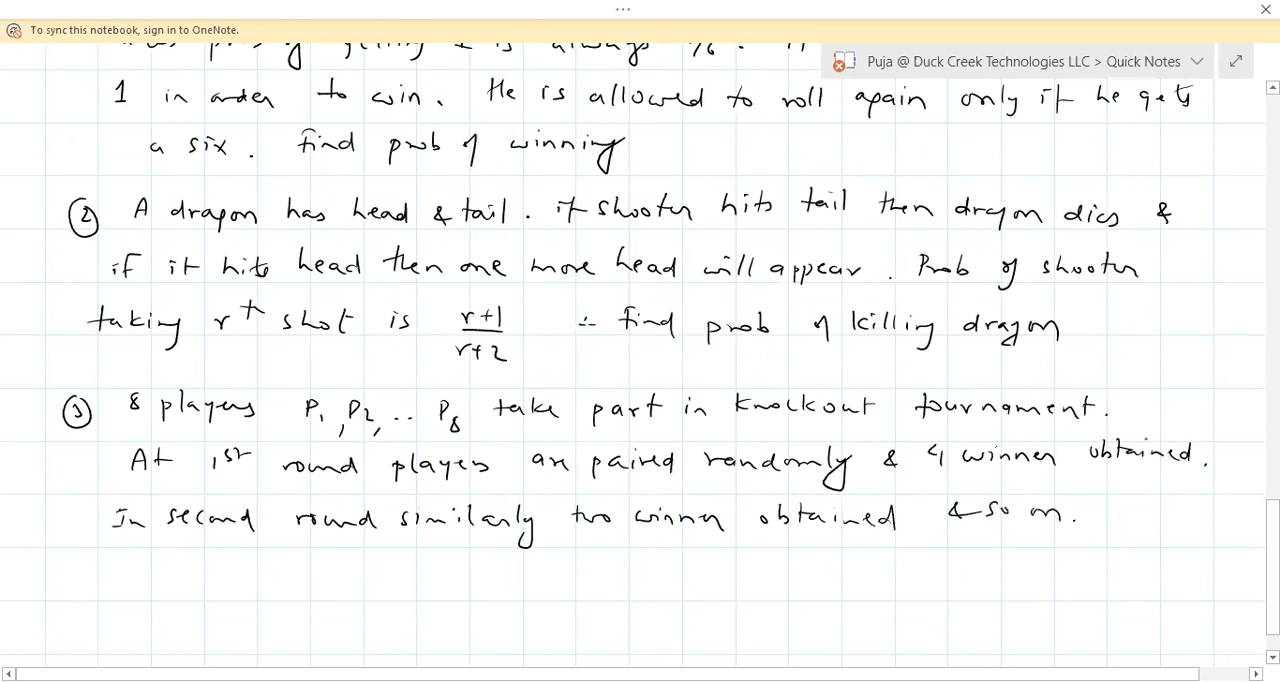 To sync this notebook, sign in to OneNote.
Puja @ Duck Creek Technologies LLC > Quick Notes
is always 1/6.
1 in order to win. He is allowed to roll again only if he gets
a six. find prob of winning
② A dragon has head & tail. if shooter hits tail then dragon dies &
if it hits head then one more head will appear. Prob of shooter
taking rth shot is r+1/r+2 ∴ find prob of killing dragon
③ 8 players P1, P2, .. P8 take part in knockout tournament.
At 1st round players are paired randomly & 4 winner obtained.
In second round similarly two winner obtained & so on.